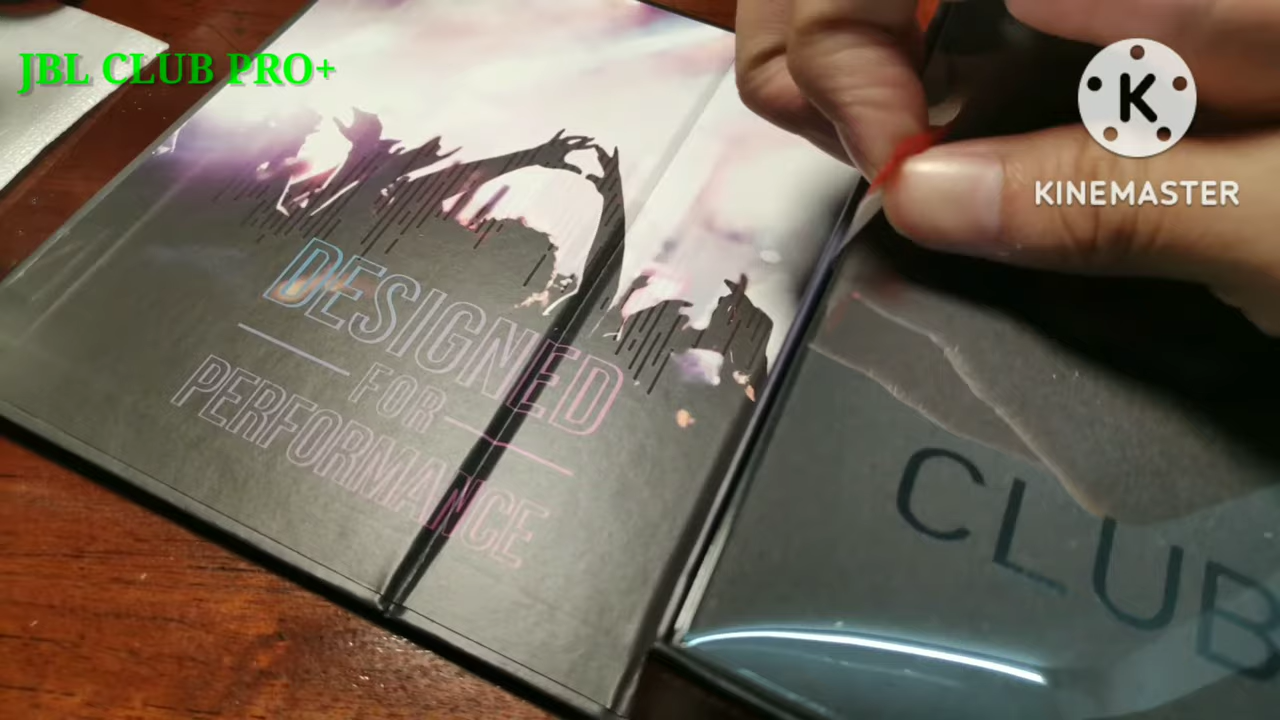 JBL CLUB PRO+
K
KINEMASTER
DESIGNED
FOR
PERFORMANCE
CLUB